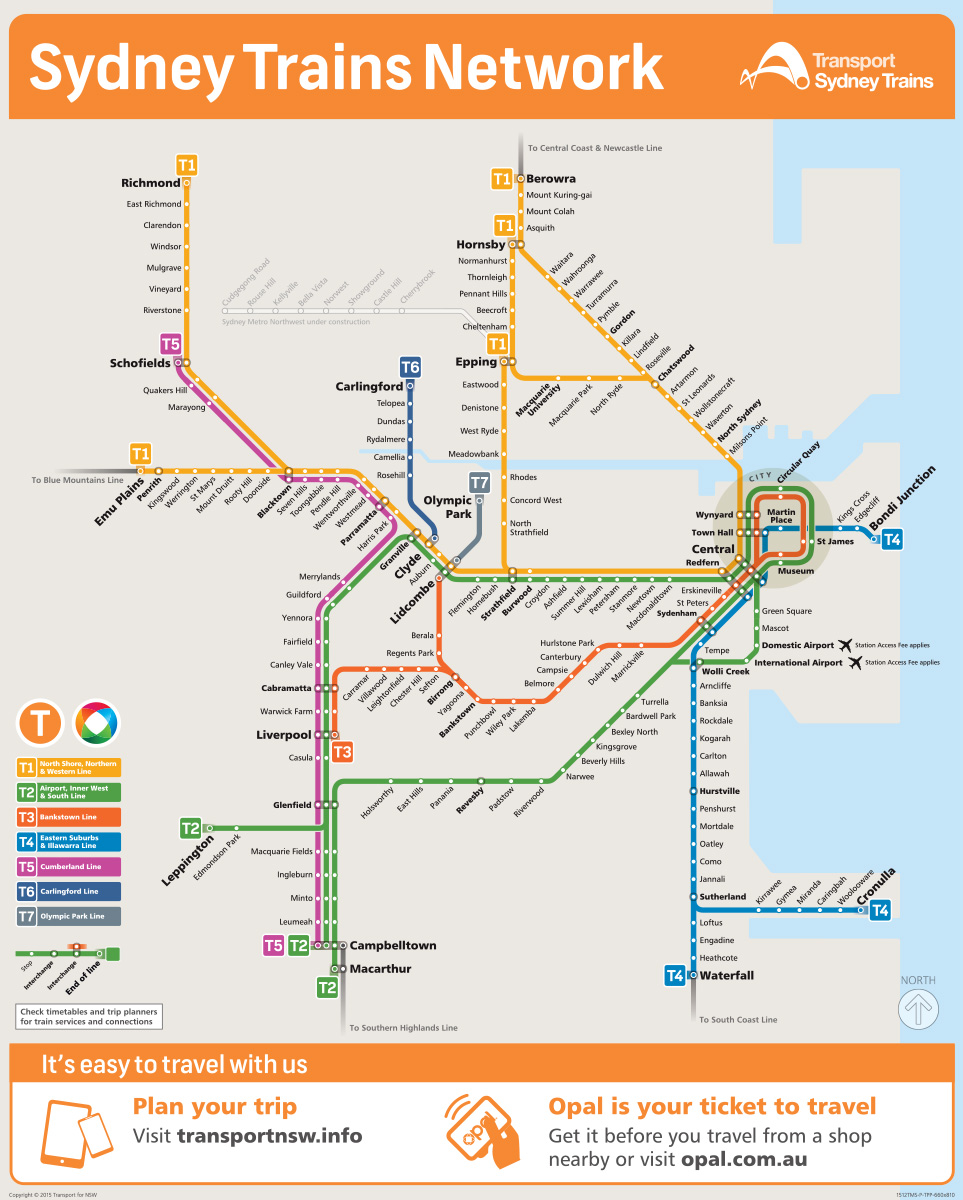 Sydney Trains Network
Transport
Sydney Trains
To Central Coast & Newcastle Line
T1
Richmond
East Richmond
Clarendon
Windsor
Mulgrave
Vineyard
Riverstone
T5
Schofields
Quakers Hill
Marayong
T1
Berowra
Mount Kuring-gai
Mount Colah
Asquith
T1
Hornsby
Normanhurst
Thornleigh
Pennant Hills
Beecroft
Cheltenham
T1
Epping
Waitara
Wahroonga
Warrawee
Turramurra
Pymble
Gordon
Killara
Lindfield
Roseville
Chatswood
Artarmon
St Leonards
Wollstonecraft
Waverton
North Sydney
Milsons Point
Cudgegong Road
Rouse Hill
Kellyville
Bella Vista
Norwest
Showground
Castle Hill
Cherrybrook
Sydney Metro Northwest under construction
Macquarie
University
Macquarie Park
North Ryde
Eastwood
Denistone
West Ryde
Meadowbank
Rhodes
Concord West
North
Strathfield
T6
Carlingford
Telopea
Dundas
Rydalmere
Camellia
Rosehill
T7
Olympic
Park
To Blue Mountains Line
T1
Emu Plains
Penrith
Kingswood
Werrington
St Marys
Mount Druitt
Rooty Hill
Doonside
Blacktown
Seven Hills
Toongabbie
Pendle Hill
Wentworthville
Westmead
Parramatta
Harris Park
Granville
Clyde
Auburn
Lidcombe
Flemington
Homebush
Strathfield
Burwood
Croydon
Ashfield
Summer Hill
Lewisham
Petersham
Stanmore
Newtown
Macdonaldtown
CITY
Circular Quay
Wynyard
Town Hall
Central
Redfern
Martin
Place
St James
Museum
Kings Cross
Edgecliff
Bondi Junction
T4
Erskineville
St Peters
Sydenham
Green Square
Mascot
Domestic Airport
Station Access Fee applies
International Airport
Station Access Fee applies
Tempe
Wolli Creek
Arncliffe
Banksia
Rockdale
Kogarah
Carlton
Allawah
Hurstville
Penshurst
Mortdale
Oatley
Como
Jannali
Sutherland
Kirrawee
Gymea
Miranda
Caringbah
Woolooware
Cronulla
T4
Loftus
Engadine
Heathcote
T4
Waterfall
To South Coast Line
Merrylands
Guildford
Yennora
Fairfield
Canley Vale
Cabramatta
Warwick Farm
Liverpool
T3
Casula
Glenfield
Berala
Regents Park
Carramar
Villawood
Leightonfield
Chester Hill
Sefton
Birrong
Yagoona
Bankstown
Punchbowl
Wiley Park
Lakemba
Belmore
Campsie
Canterbury
Hurlstone Park
Dulwich Hill
Marrickville
Turrella
Bardwell Park
Bexley North
Kingsgrove
Beverly Hills
Narwee
Riverwood
Padstow
Revesby
Panania
East Hills
Holsworthy
T2
Leppington
Edmondson Park
Macquarie Fields
Ingleburn
Minto
Leumeah
T5
T2
Campbelltown
Macarthur
T2
To Southern Highlands Line
T
T1 North Shore, Northern
& Western Line
T2 Airport, Inner West
& South Line
T3 Bankstown Line
T4 Eastern Suburbs
& Illawarra Line
T5 Cumberland Line
T6 Carlingford Line
T7 Olympic Park Line
Stop
Interchange
Interchange
End of line
Check timetables and trip planners
for train services and connections
NORTH
It's easy to travel with us
Plan your trip
Visit transportnsw.info
opal
Opal is your ticket to travel
Get it before you travel from a shop
nearby or visit opal.com.au
Copyright © 2015 Transport for NSW
1512TMS-P-TPP-660x810